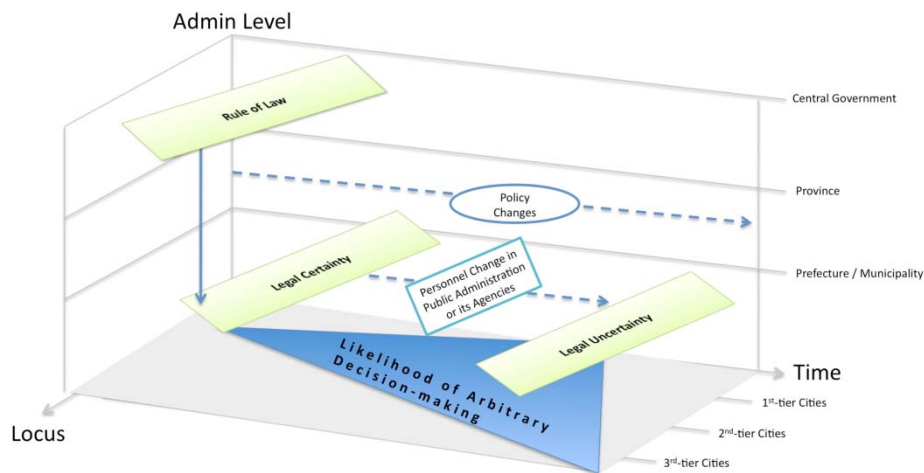 Admin Level
Central Government
Rule of Law
Province
Policy
Changes
Prefecture / Municipality
Legal Certainty
Personnel Change in
Public Administration
or its Agencies
Legal Uncertainty
Likelihood of Arbitrary
Decision-making
Time
1st-tier Cities
2nd-tier Cities
3rd-tier Cities
Locus